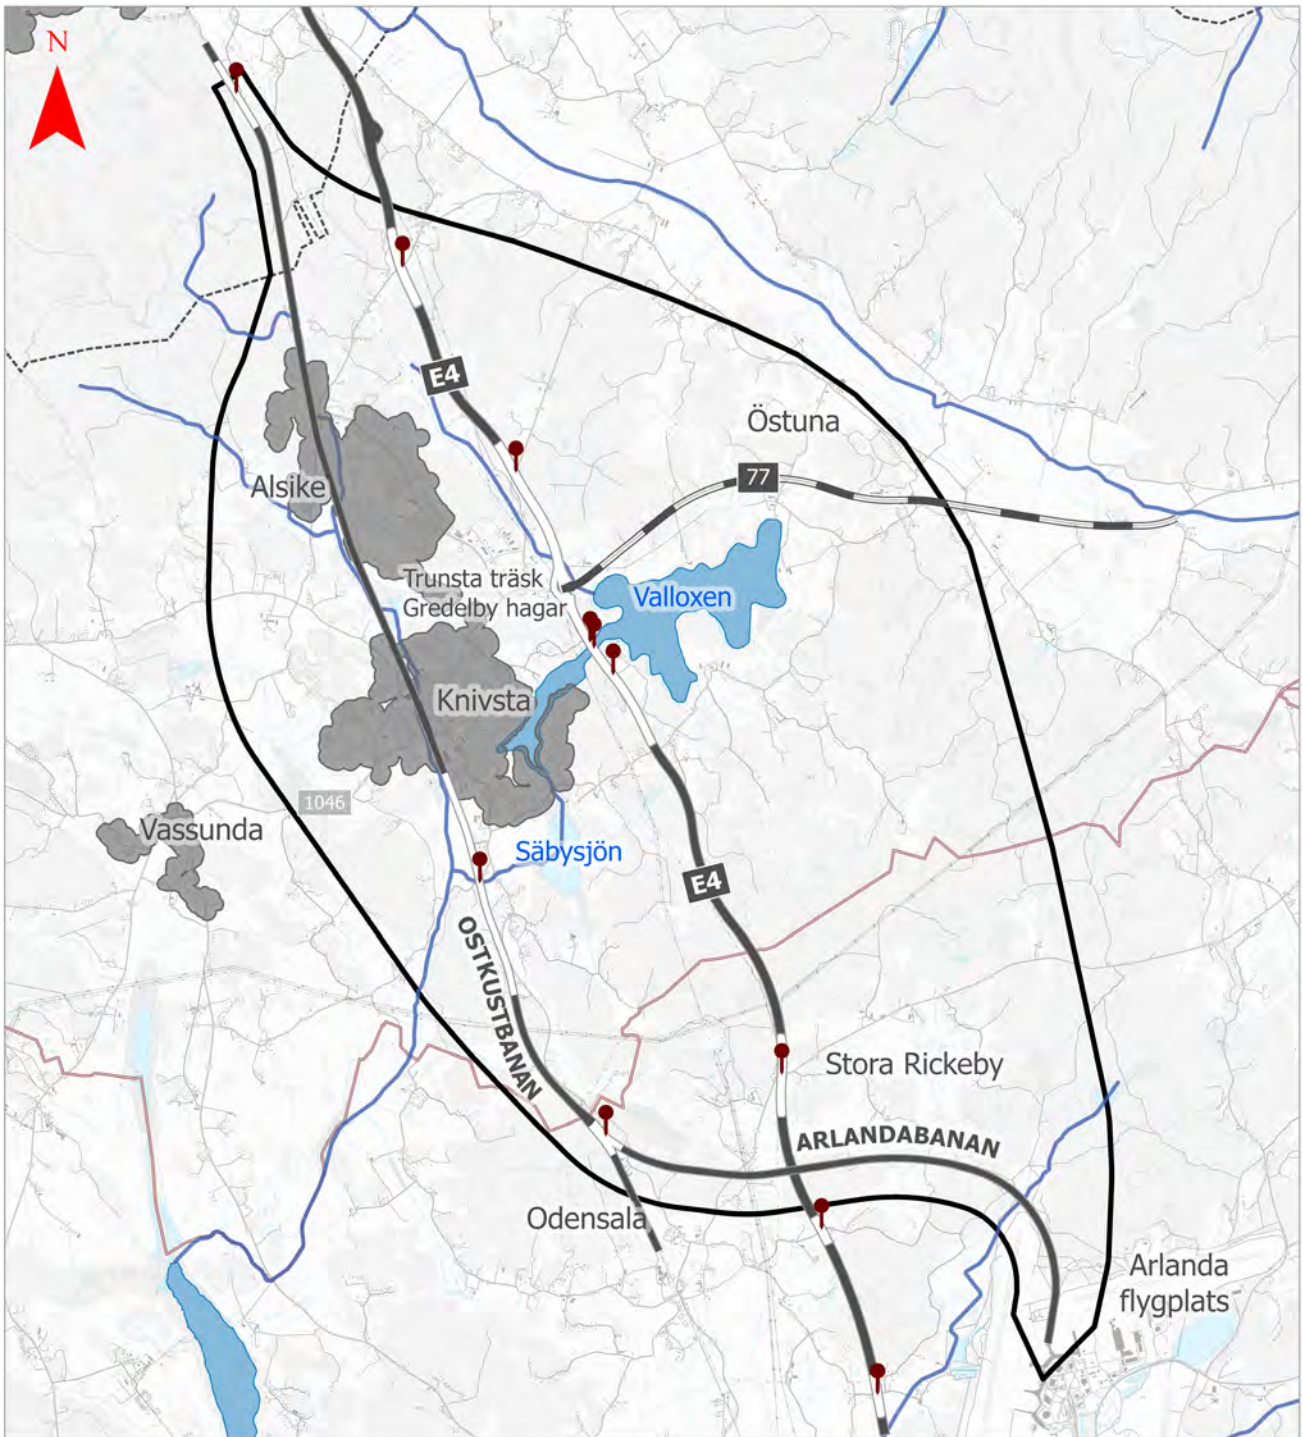 N
E4
Östuna
77
Alsike
Trunsta träsk
Gredelby hagar
Valloxen
Knivsta
1046
Vassunda
Säbysjön
E4
OSTKUSTBANAN
Stora Rickeby
ARLANDABANAN
Odensala
Arlanda
flygplats